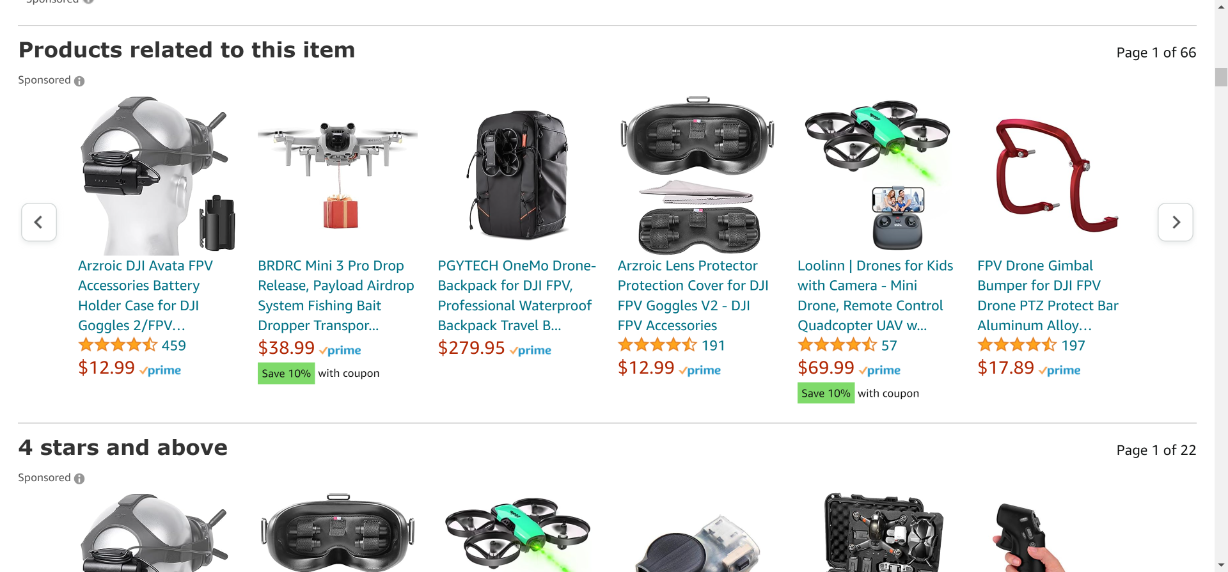 Sponsored
Products related to this item
Page 1 of 66
Sponsored
Arzroic DJI Avata FPV
Accessories Battery
Holder Case for DJI
Goggles 2/FPV...
459
$12.99 prime
BRDRC Mini 3 Pro Drop
Release, Payload Airdrop
System Fishing Bait
Dropper Transpor...
$38.99 prime
Save 10% with coupon
PGYTECH OneMo Drone-
Backpack for DJI FPV,
Professional Waterproof
Backpack Travel B...
$279.95 prime
Arzroic Lens Protector
Protection Cover for DJI
FPV Goggles V2 - DJI
FPV Accessories
191
$12.99 prime
Loolinn | Drones for Kids
with Camera - Mini
Drone, Remote Control
Quadcopter UAV w...
57
$69.99 prime
Save 10% with coupon
FPV Drone Gimbal
Bumper for DJI FPV
Drone PTZ Protect Bar
Aluminum Alloy...
197
$17.89 prime
4 stars and above
Page 1 of 22
Sponsored